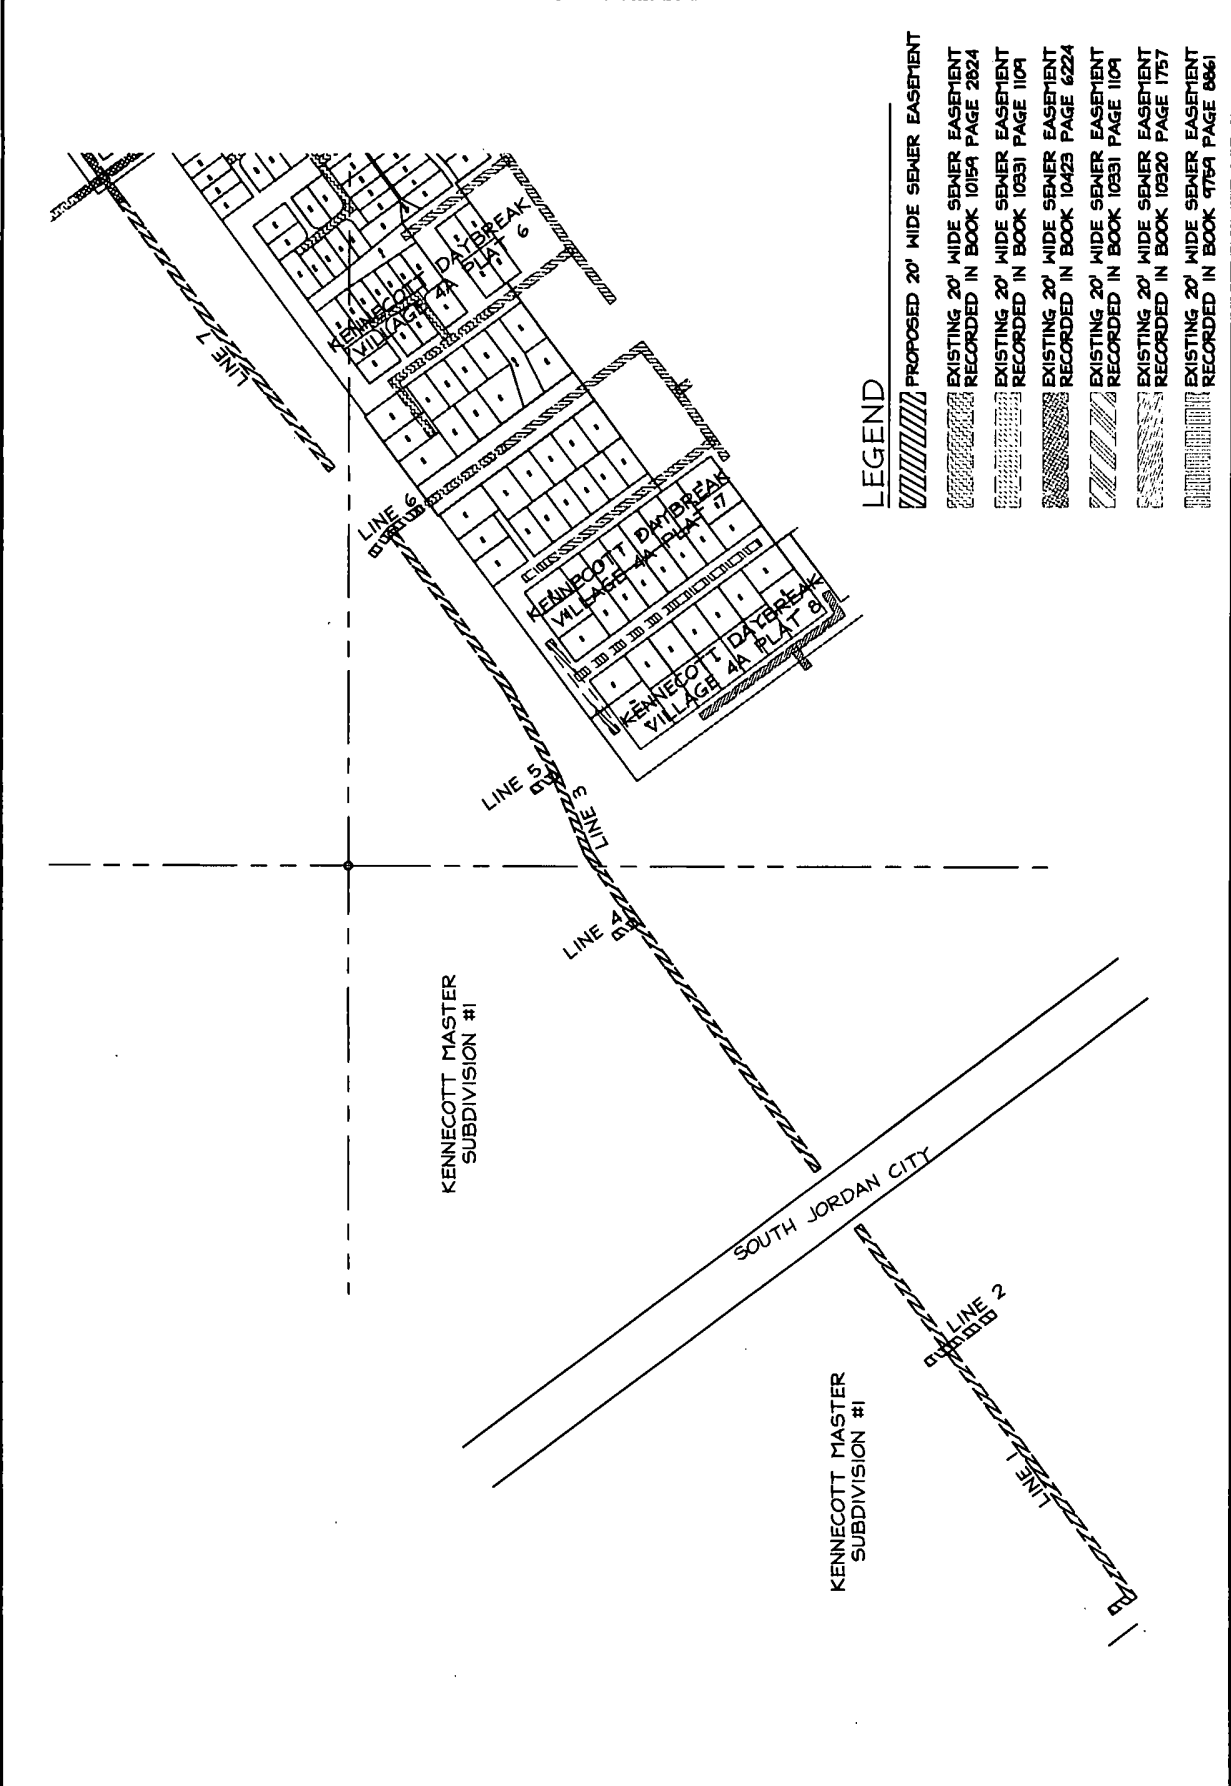 LINE 7
KENNECOTT DAYBREAK
VILLAGE 4A PLAT 6
LINE 6
KENNECOTT DAYBREAK
VILLAGE 4A PLAT 7
KENNECOTT DAYBREAK
VILLAGE 4A PLAT 8
LINE 5
LINE 3
LINE 4
KENNECOTT MASTER
SUBDIVISION #1
SOUTH JORDAN CITY
LINE 2
LINE 1
KENNECOTT MASTER
SUBDIVISION #1
LEGEND
PROPOSED 20' WIDE SEWER EASEMENT
EXISTING 20' WIDE SEWER EASEMENT
RECORDED IN BOOK 10159 PAGE 2824
EXISTING 20' WIDE SEWER EASEMENT
RECORDED IN BOOK 10331 PAGE 1109
EXISTING 20' WIDE SEWER EASEMENT
RECORDED IN BOOK 10423 PAGE 6224
EXISTING 20' WIDE SEWER EASEMENT
RECORDED IN BOOK 10331 PAGE 1109
EXISTING 20' WIDE SEWER EASEMENT
RECORDED IN BOOK 10320 PAGE 1757
EXISTING 20' WIDE SEWER EASEMENT
RECORDED IN BOOK 9759 PAGE 8861